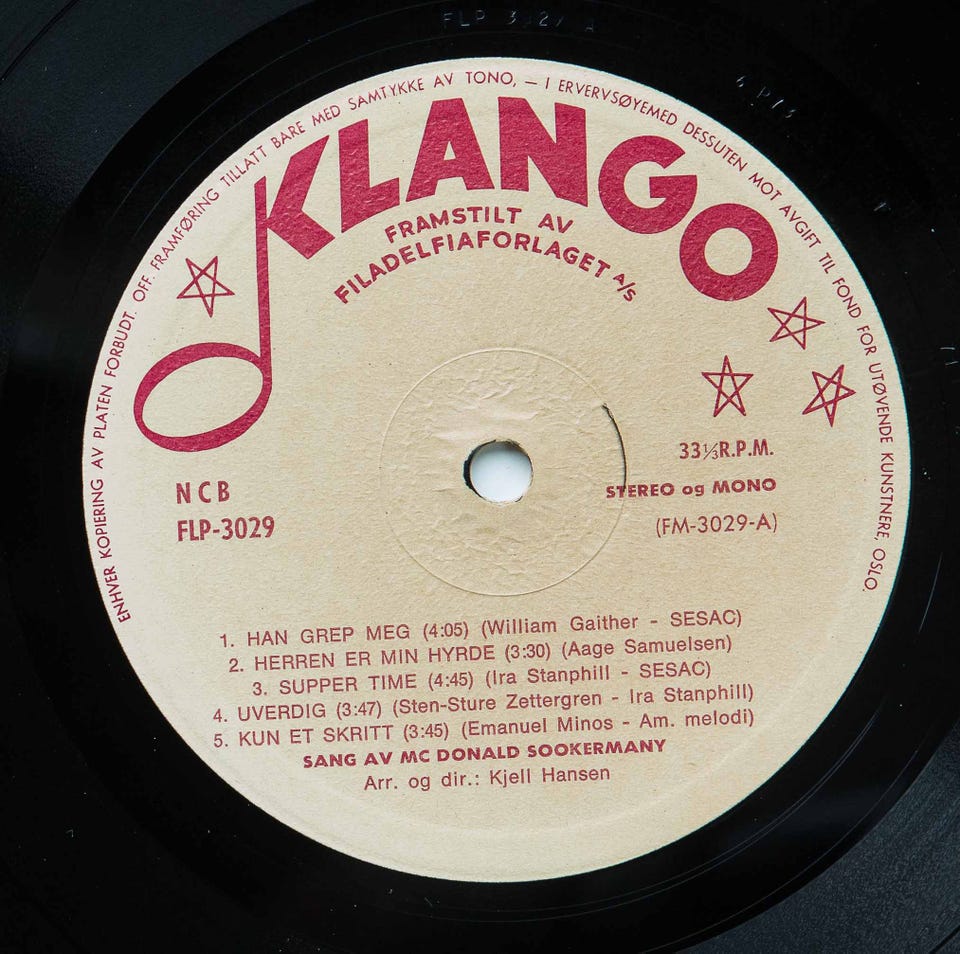 ENHVER KOPIERING AV PLATEN FORBUDT. OFF. FRAMFØRING TILLATT BARE MED SAMTYKKE AV TONO, — I ERVERVSØYEMED DESSUTEN MOT AVGIFT TIL FOND FOR UTØVENDE KUNSTNERE, OSLO.
KLANGO
FRAMSTILT AV
FILADELFIAFORLAGET A/S
33⅓ R.P.M.
STEREO og MONO
(FM-3029-A)
N C B
FLP-3029
1. HAN GREP MEG (4:05) (William Gaither - SESAC)
2. HERREN ER MIN HYRDE (3:30) (Aage Samuelsen)
3. SUPPER TIME (4:45) (Ira Stanphill - SESAC)
4. UVERDIG (3:47) (Sten-Sture Zettergren - Ira Stanphill)
5. KUN ET SKRITT (3:45) (Emanuel Minos - Am. melodi)
SANG AV MC DONALD SOOKERMANY
Arr. og dir.: Kjell Hansen